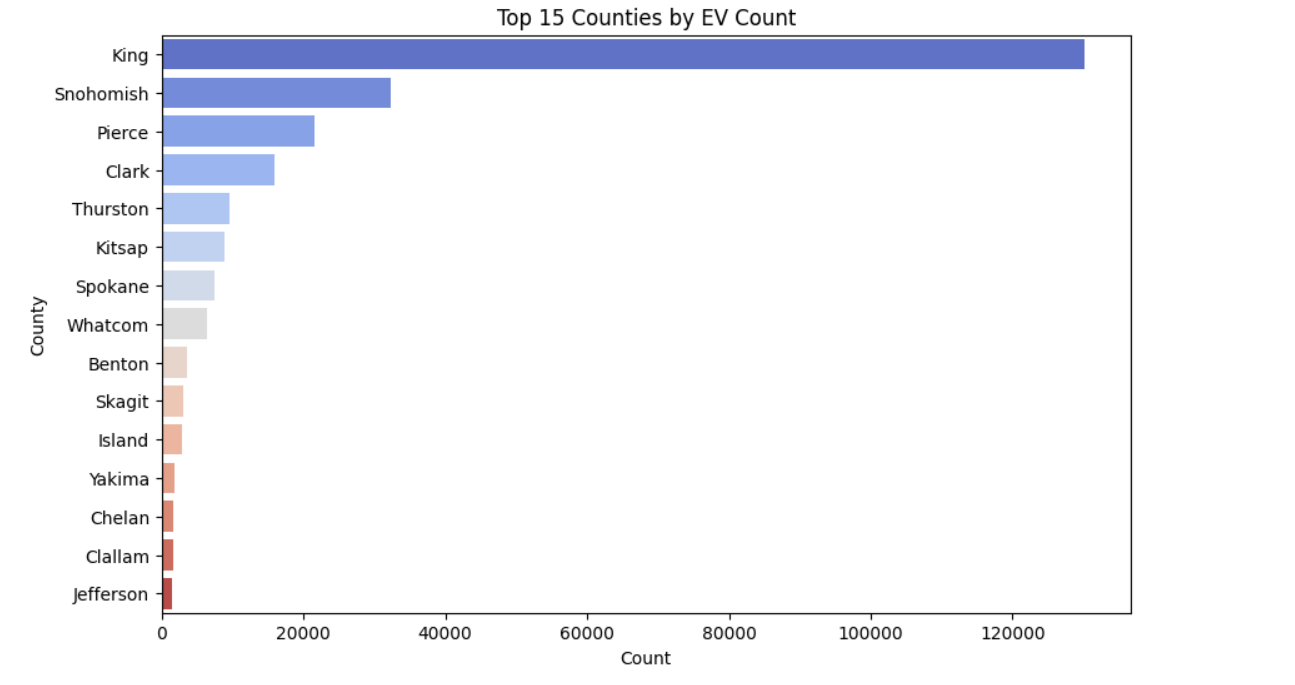 Top 15 Counties by EV Count
King
Snohomish
Pierce
Clark
Thurston
Kitsap
Spokane
Whatcom
Benton
Skagit
Island
Yakima
Chelan
Clallam
Jefferson
County
0 20000 40000 60000 80000 100000 120000
Count